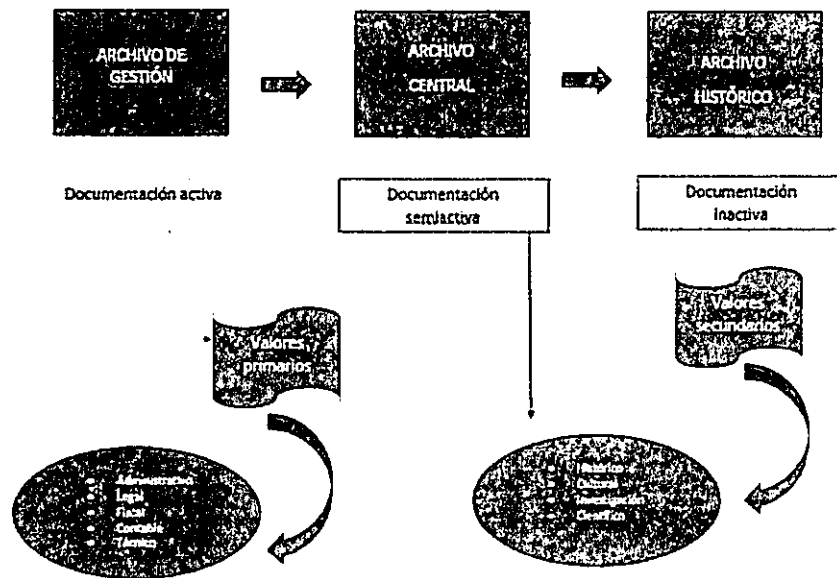 ARCHIVO DE
GESTIÓN
ARCHIVO
CENTRAL
ARCHIVO
HISTÓRICO
Documentación activa
Documentación
semiactiva
Documentación
inactiva
Valores
primarios
Valores
secundarios
Administrativo
Legal
Fiscal
Contable
Técnico
Histórico
Cultural
Investigación
Científico